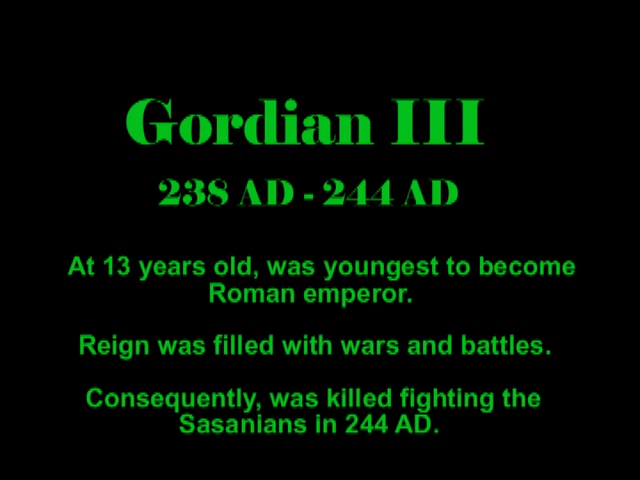 Gordian III
238 AD - 244 AD
At 13 years old, was youngest to become
Roman emperor.
Reign was filled with wars and battles.
Consequently, was killed fighting the
Sasanians in 244 AD.